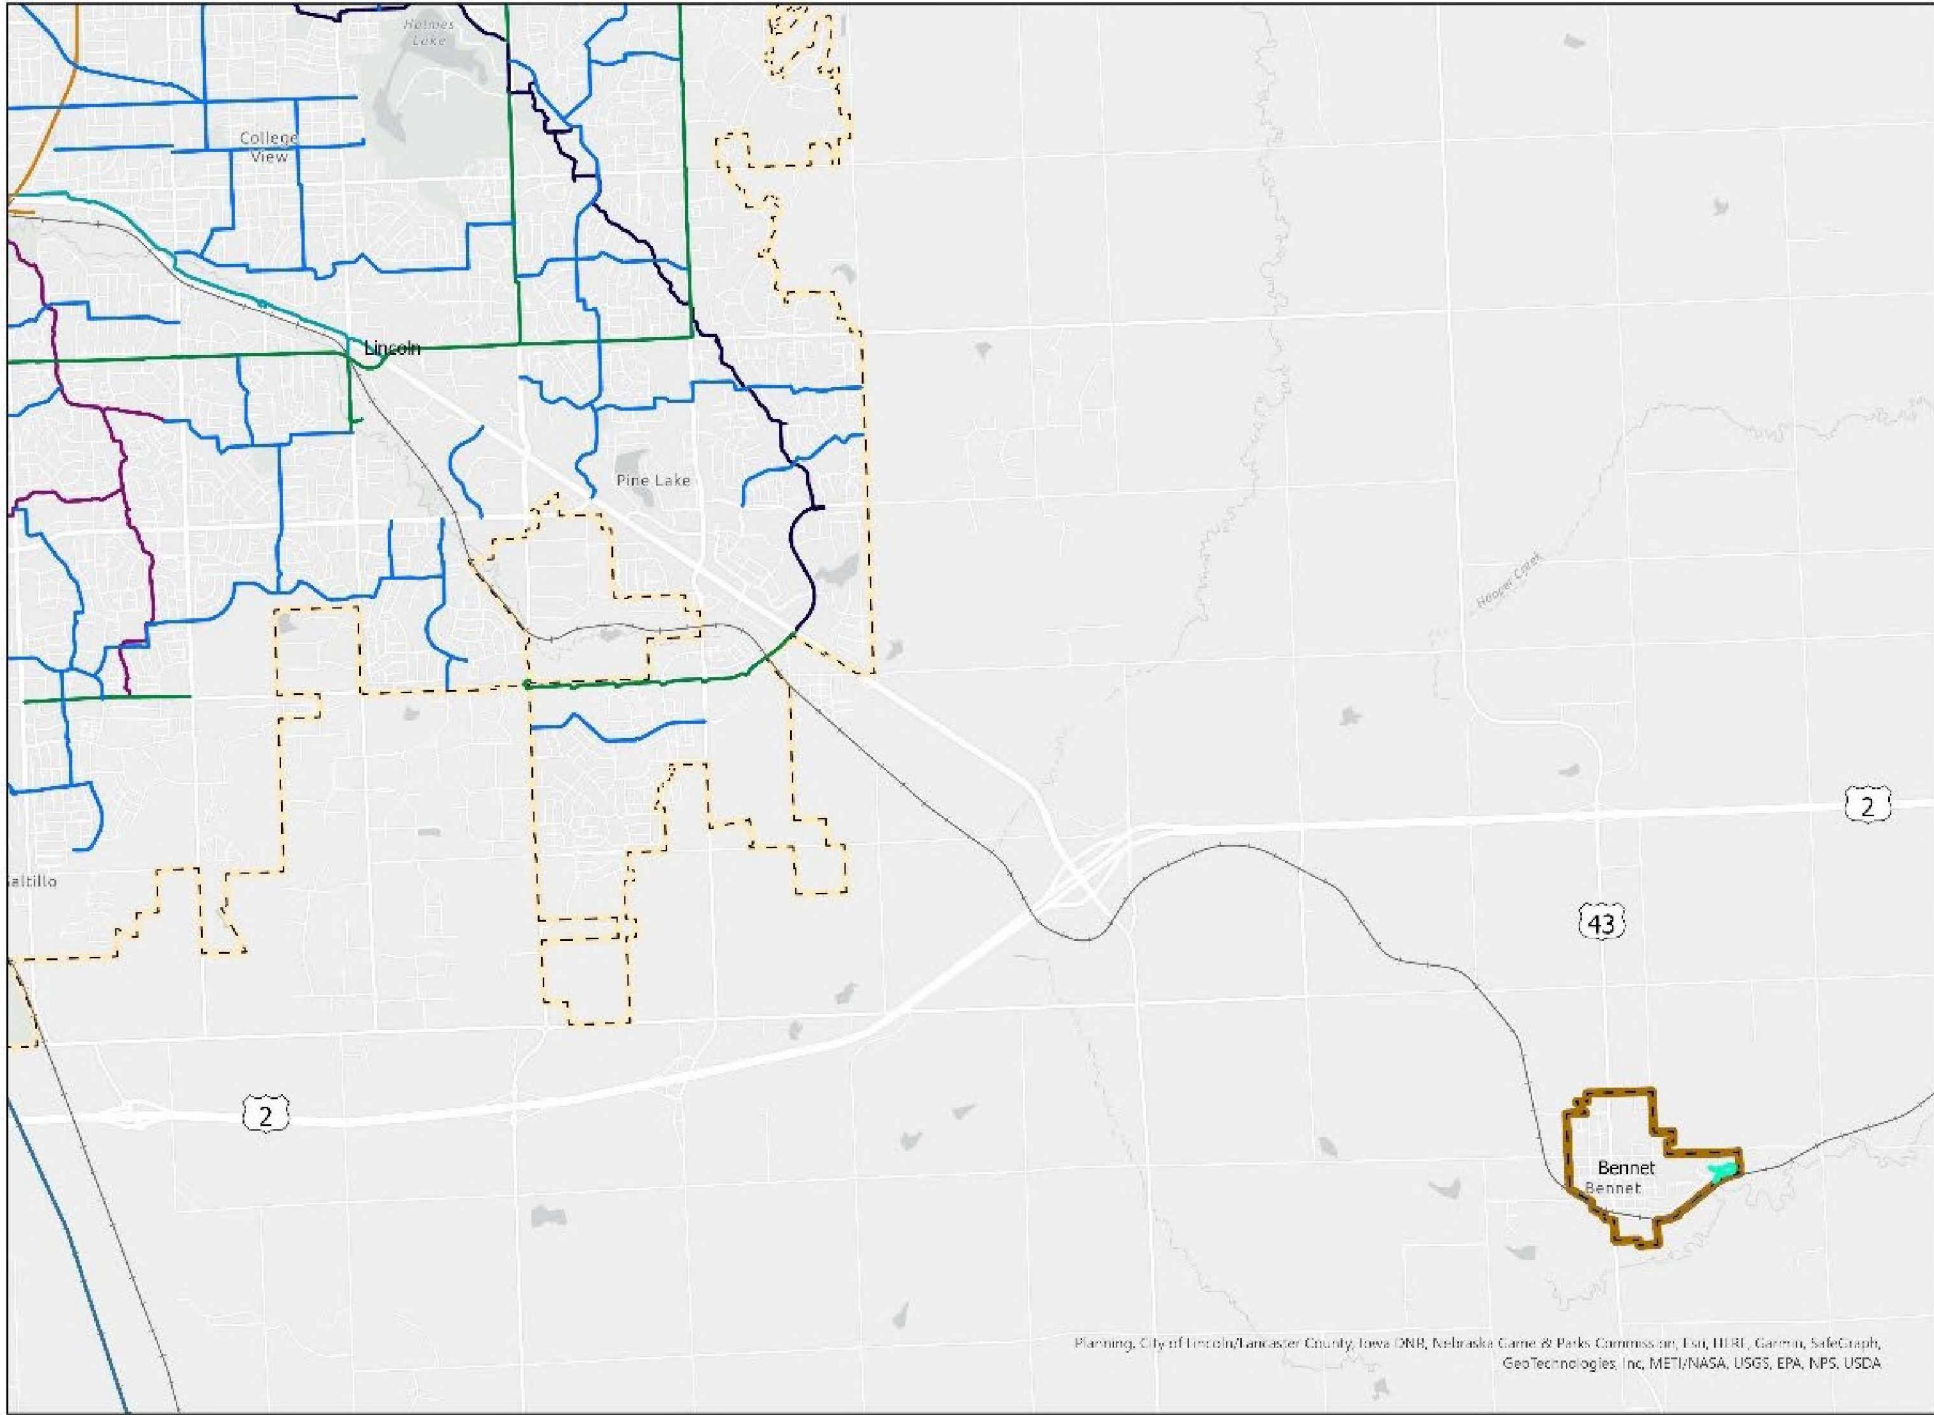 Holmes
Lake
College
View
Lincoln
Pine Lake
Hooper Creek
2
43
altillo
2
Bennet
Bennet
Planning, City of Lincoln/Lancaster County, Iowa DNR, Nebraska Game & Parks Commission, Esri, HERE, Garmin, SafeGraph,
GeoTechnologies, Inc, METI/NASA, USGS, EPA, NPS, USDA